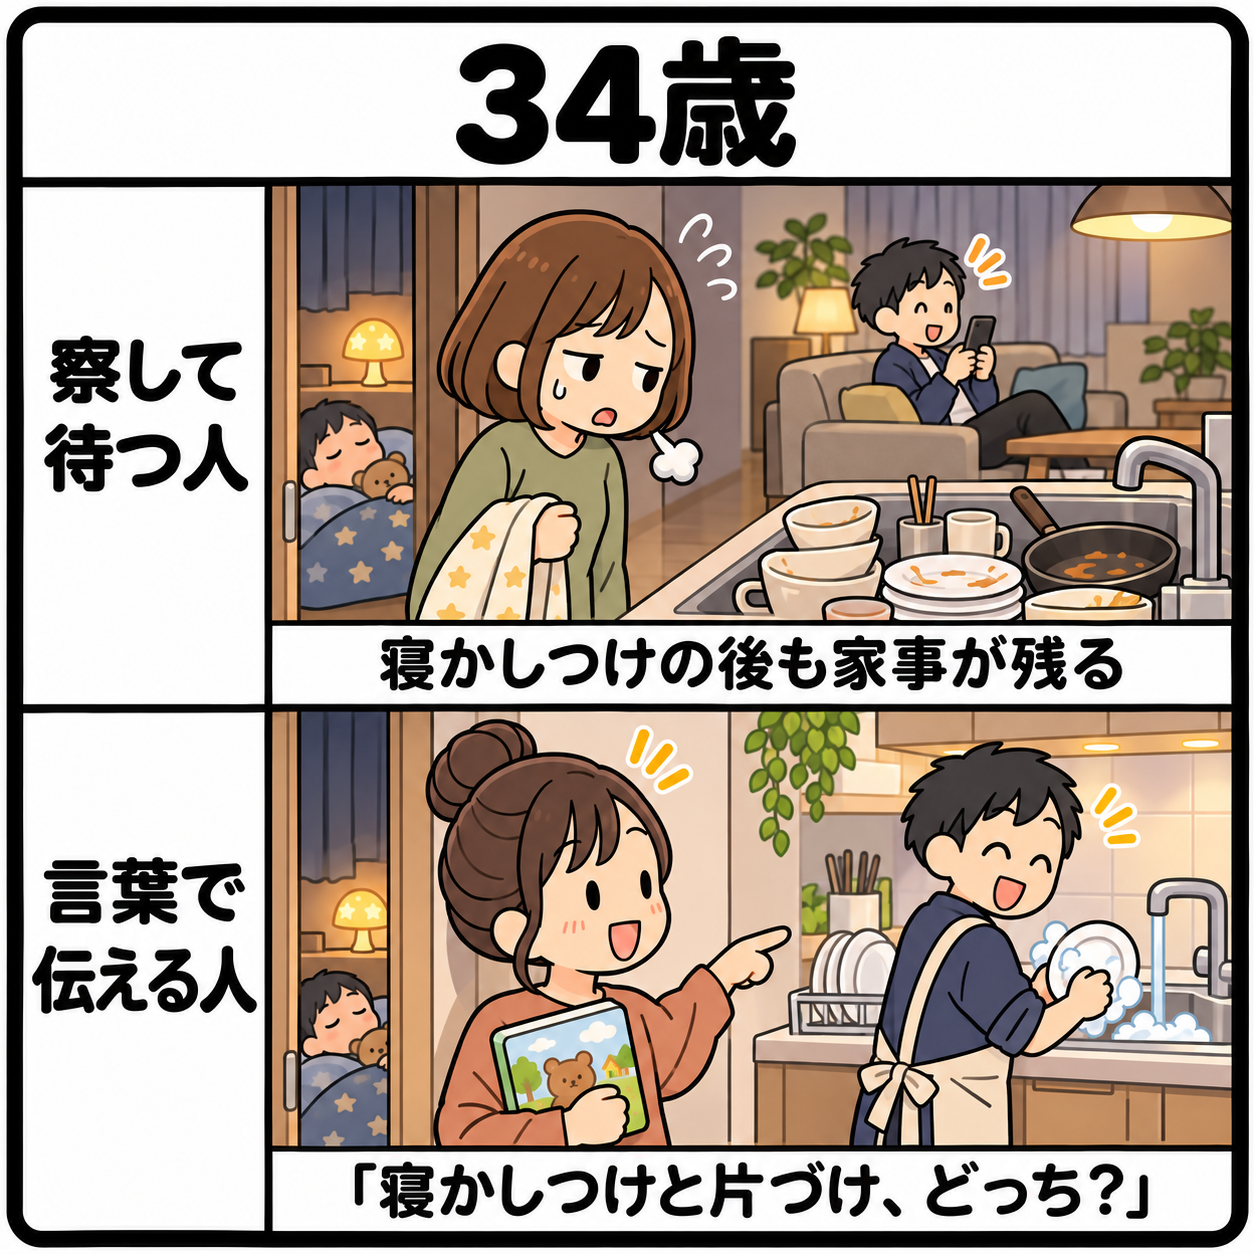 34歳
察して
待つ人
寝かしつけの後も家事が残る
言葉で
伝える人
「寝かしつけと片づけ、どっち？」